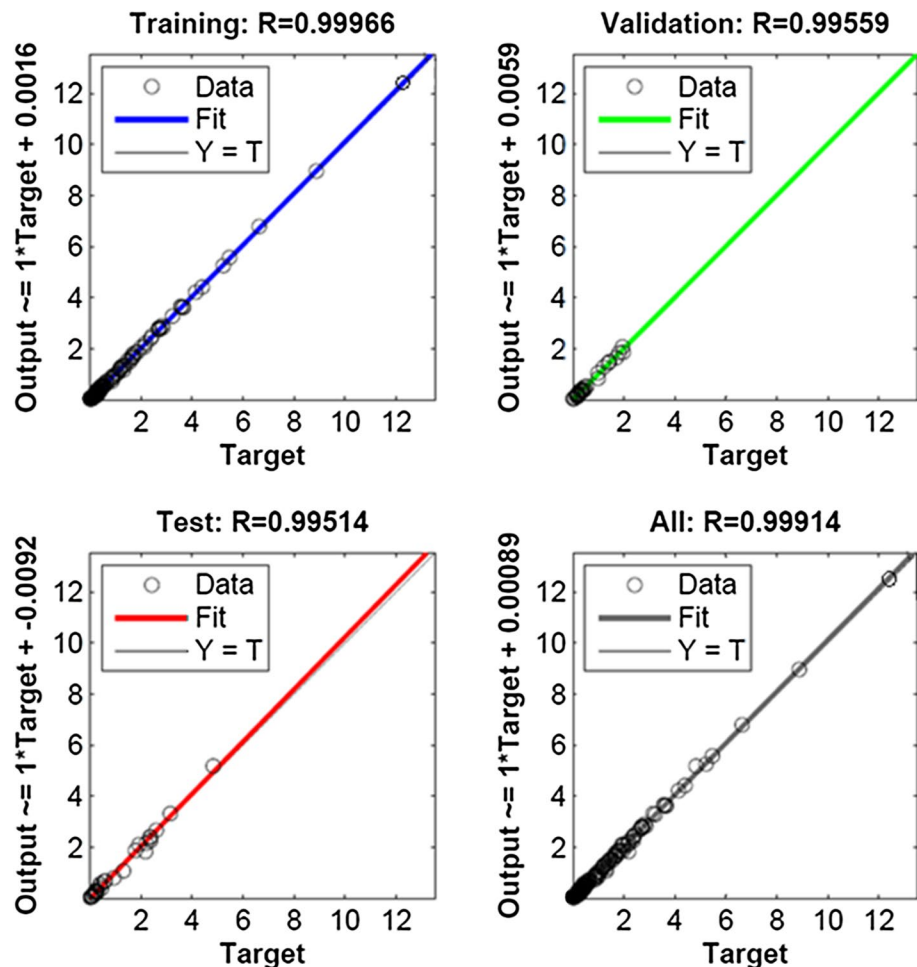 Training: R=0.99966
Output ~= 1*Target + 0.0016
Data
Fit
Y = T
12
10
8
6
4
2
2 4 6 8 10 12
Target
Validation: R=0.99559
Output ~= 1*Target + 0.0059
Data
Fit
Y = T
12
10
8
6
4
2
2 4 6 8 10 12
Target
Test: R=0.99514
Output ~= 1*Target + -0.0092
Data
Fit
Y = T
12
10
8
6
4
2
2 4 6 8 10 12
Target
All: R=0.99914
Output ~= 1*Target + 0.00089
Data
Fit
Y = T
12
10
8
6
4
2
2 4 6 8 10 12
Target